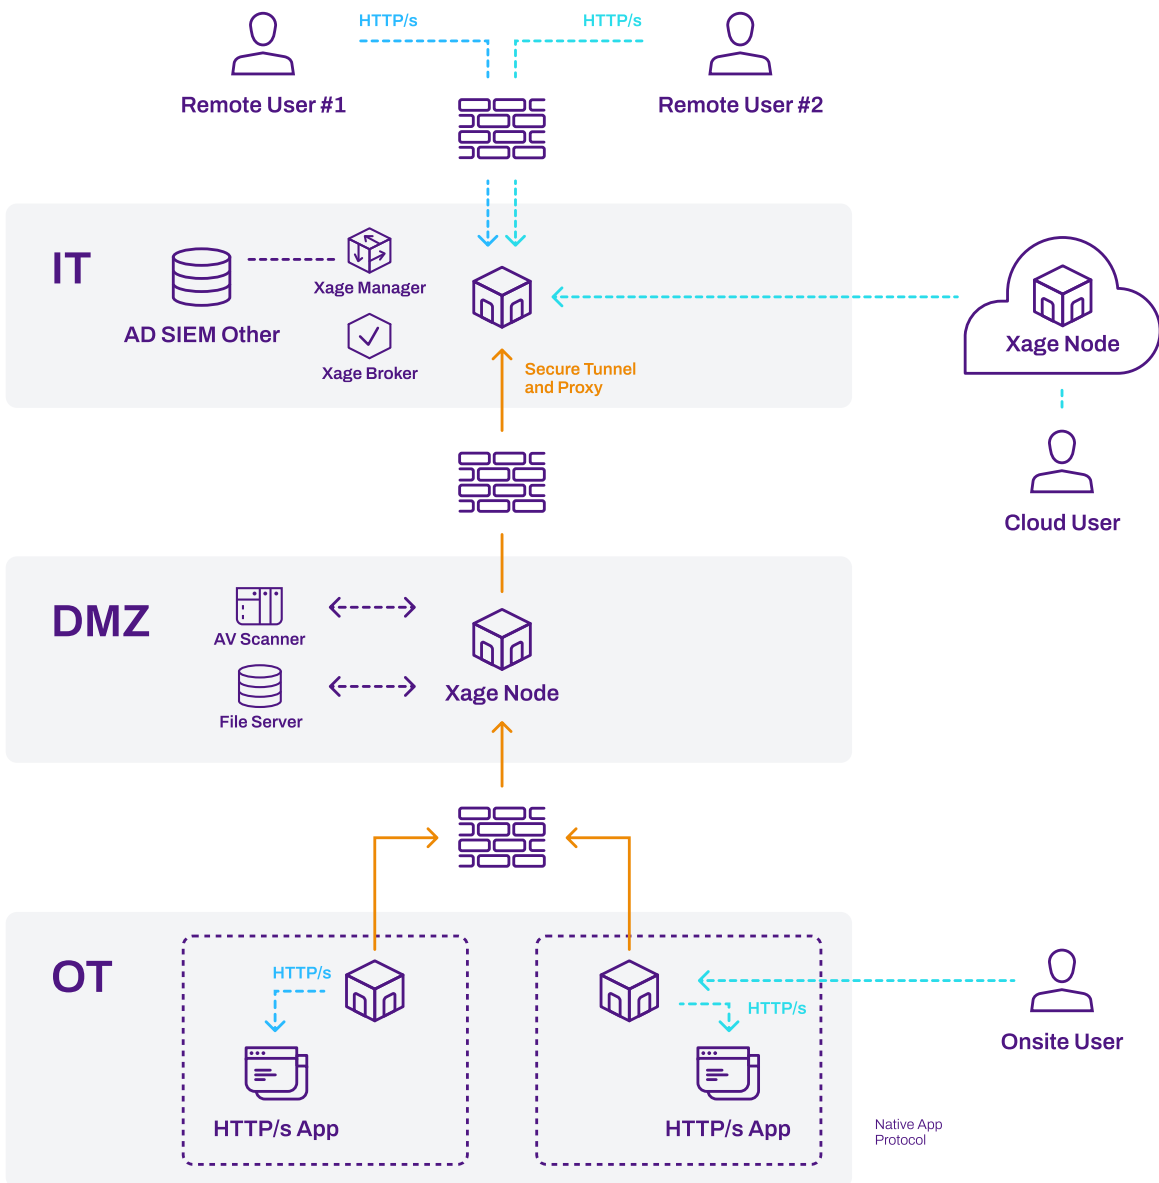 HTTP/s
HTTP/s
Remote User #1
Remote User #2
IT
Xage Manager
AD SIEM Other
Xage Broker
Secure Tunnel
and Proxy
Xage Node
Cloud User
DMZ
AV Scanner
File Server
Xage Node
OT
HTTP/s
HTTP/s
HTTP/s App
HTTP/s App
Onsite User
Native App
Protocol